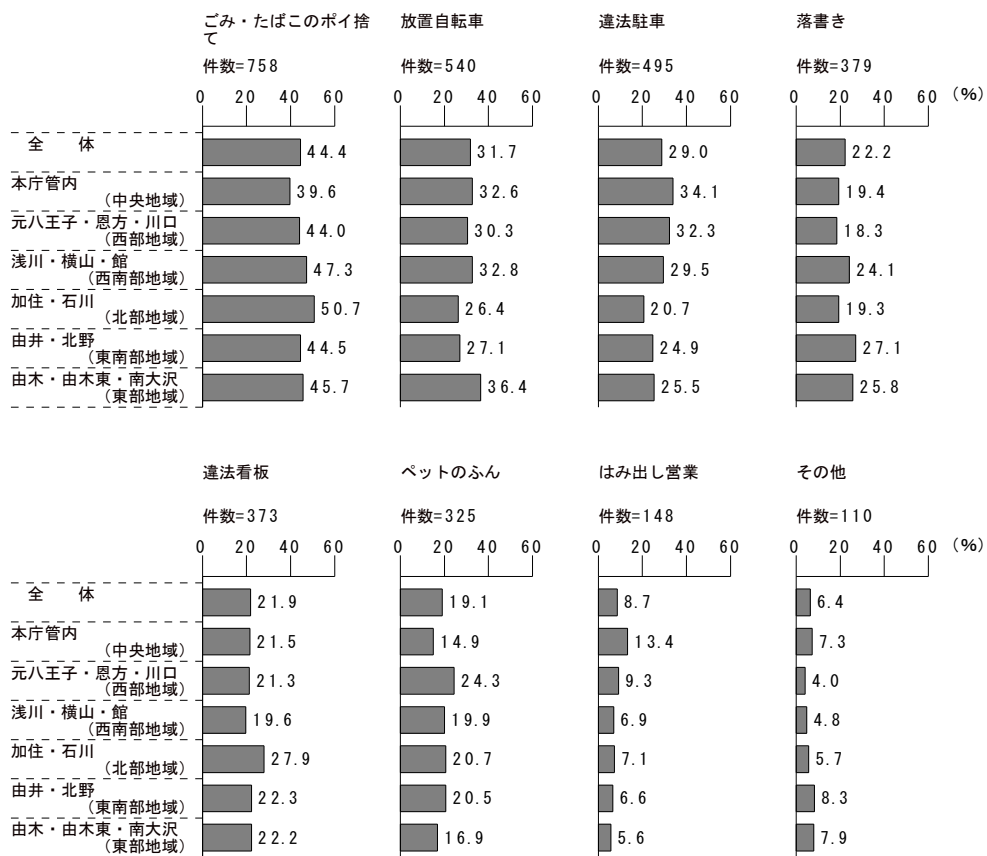 ごみ・たばこのポイ捨 放置自転車 違法駐車 落書き
て
件数=758 件数=540 件数=495 件数=379
0 20 40 60 0 20 40 60 0 20 40 60 0 20 40 60 (%)
全 体 44.4 31.7 29.0 22.2
本庁管内
(中央地域) 39.6 32.6 34.1 19.4
元八王子・恩方・川口
(西部地域) 44.0 30.3 32.3 18.3
浅川・横山・館
(西南部地域) 47.3 32.8 29.5 24.1
加住・石川
(北部地域) 50.7 26.4 20.7 19.3
由井・北野
(東南部地域) 44.5 27.1 24.9 27.1
由木・由木東・南大沢
(東部地域) 45.7 36.4 25.5 25.8
違法看板 ペットのふん はみ出し営業 その他
件数=373 件数=325 件数=148 件数=110
0 20 40 60 0 20 40 60 0 20 40 60 0 20 40 60 (%)
全 体 21.9 19.1 8.7 6.4
本庁管内
(中央地域) 21.5 14.9 13.4 7.3
元八王子・恩方・川口
(西部地域) 21.3 24.3 9.3 4.0
浅川・横山・館
(西南部地域) 19.6 19.9 6.9 4.8
加住・石川
(北部地域) 27.9 20.7 7.1 5.7
由井・北野
(東南部地域) 22.3 20.5 6.6 8.3
由木・由木東・南大沢
(東部地域) 22.2 16.9 5.6 7.9